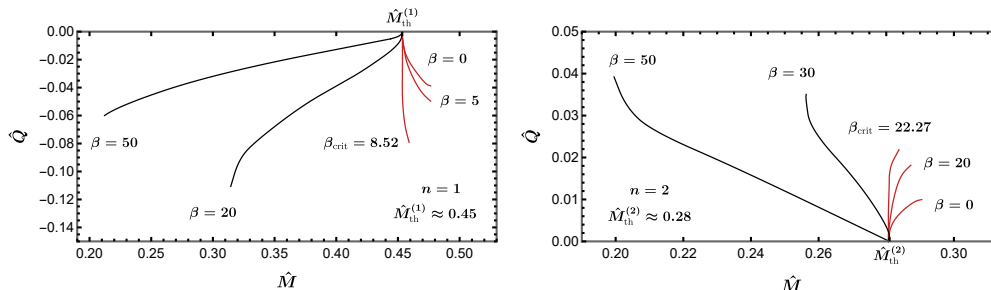 M̂_th^(1)
0.00
−0.02
−0.04
−0.06
−0.08
−0.10
−0.12
−0.14
Q̂
β = 0
β = 5
β = 50
β_crit = 8.52
β = 20
n = 1
M̂_th^(1) ≈ 0.45
0.20 0.25 0.30 0.35 0.40 0.45 0.50
M̂
0.05
0.04
0.03
0.02
0.01
0.00
Q̂
β = 50
β = 30
β_crit = 22.27
β = 20
β = 0
n = 2
M̂_th^(2) ≈ 0.28
M̂_th^(2)
0.20 0.22 0.24 0.26 0.30
M̂